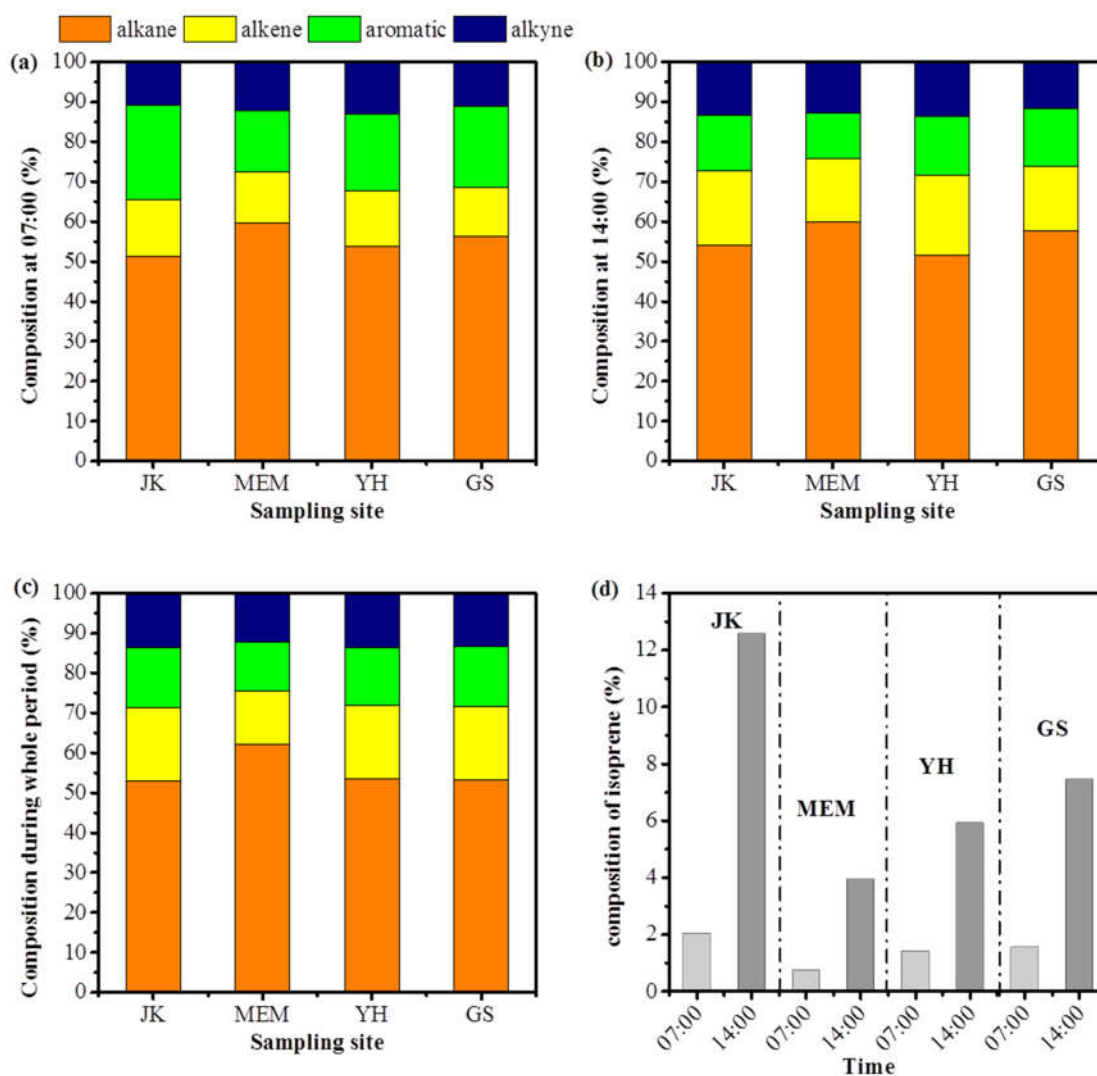 alkane alkene aromatic alkyne
(a)
Composition at 07:00 (%)
100
90
80
70
60
50
40
30
20
10
0
JK MEM YH GS
Sampling site
(b)
Composition at 14:00 (%)
100
90
80
70
60
50
40
30
20
10
0
JK MEM YH GS
Sampling site
(c)
Composition during whole period (%)
100
90
80
70
60
50
40
30
20
10
0
JK MEM YH GS
Sampling site
(d)
composition of isoprene (%)
14
12
10
8
6
4
2
0
JK
MEM
YH
GS
07:00 14:00 07:00 14:00 07:00 14:00 07:00 14:00
Time